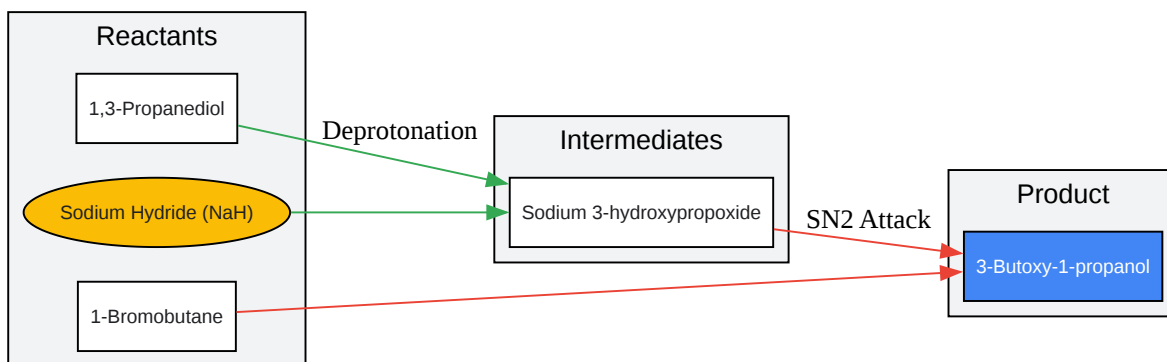 Reactants
1,3-Propanediol
Deprotonation
Intermediates
Sodium Hydride (NaH)
Sodium 3-hydroxypropoxide
SN2 Attack
Product
3-Butoxy-1-propanol
1-Bromobutane